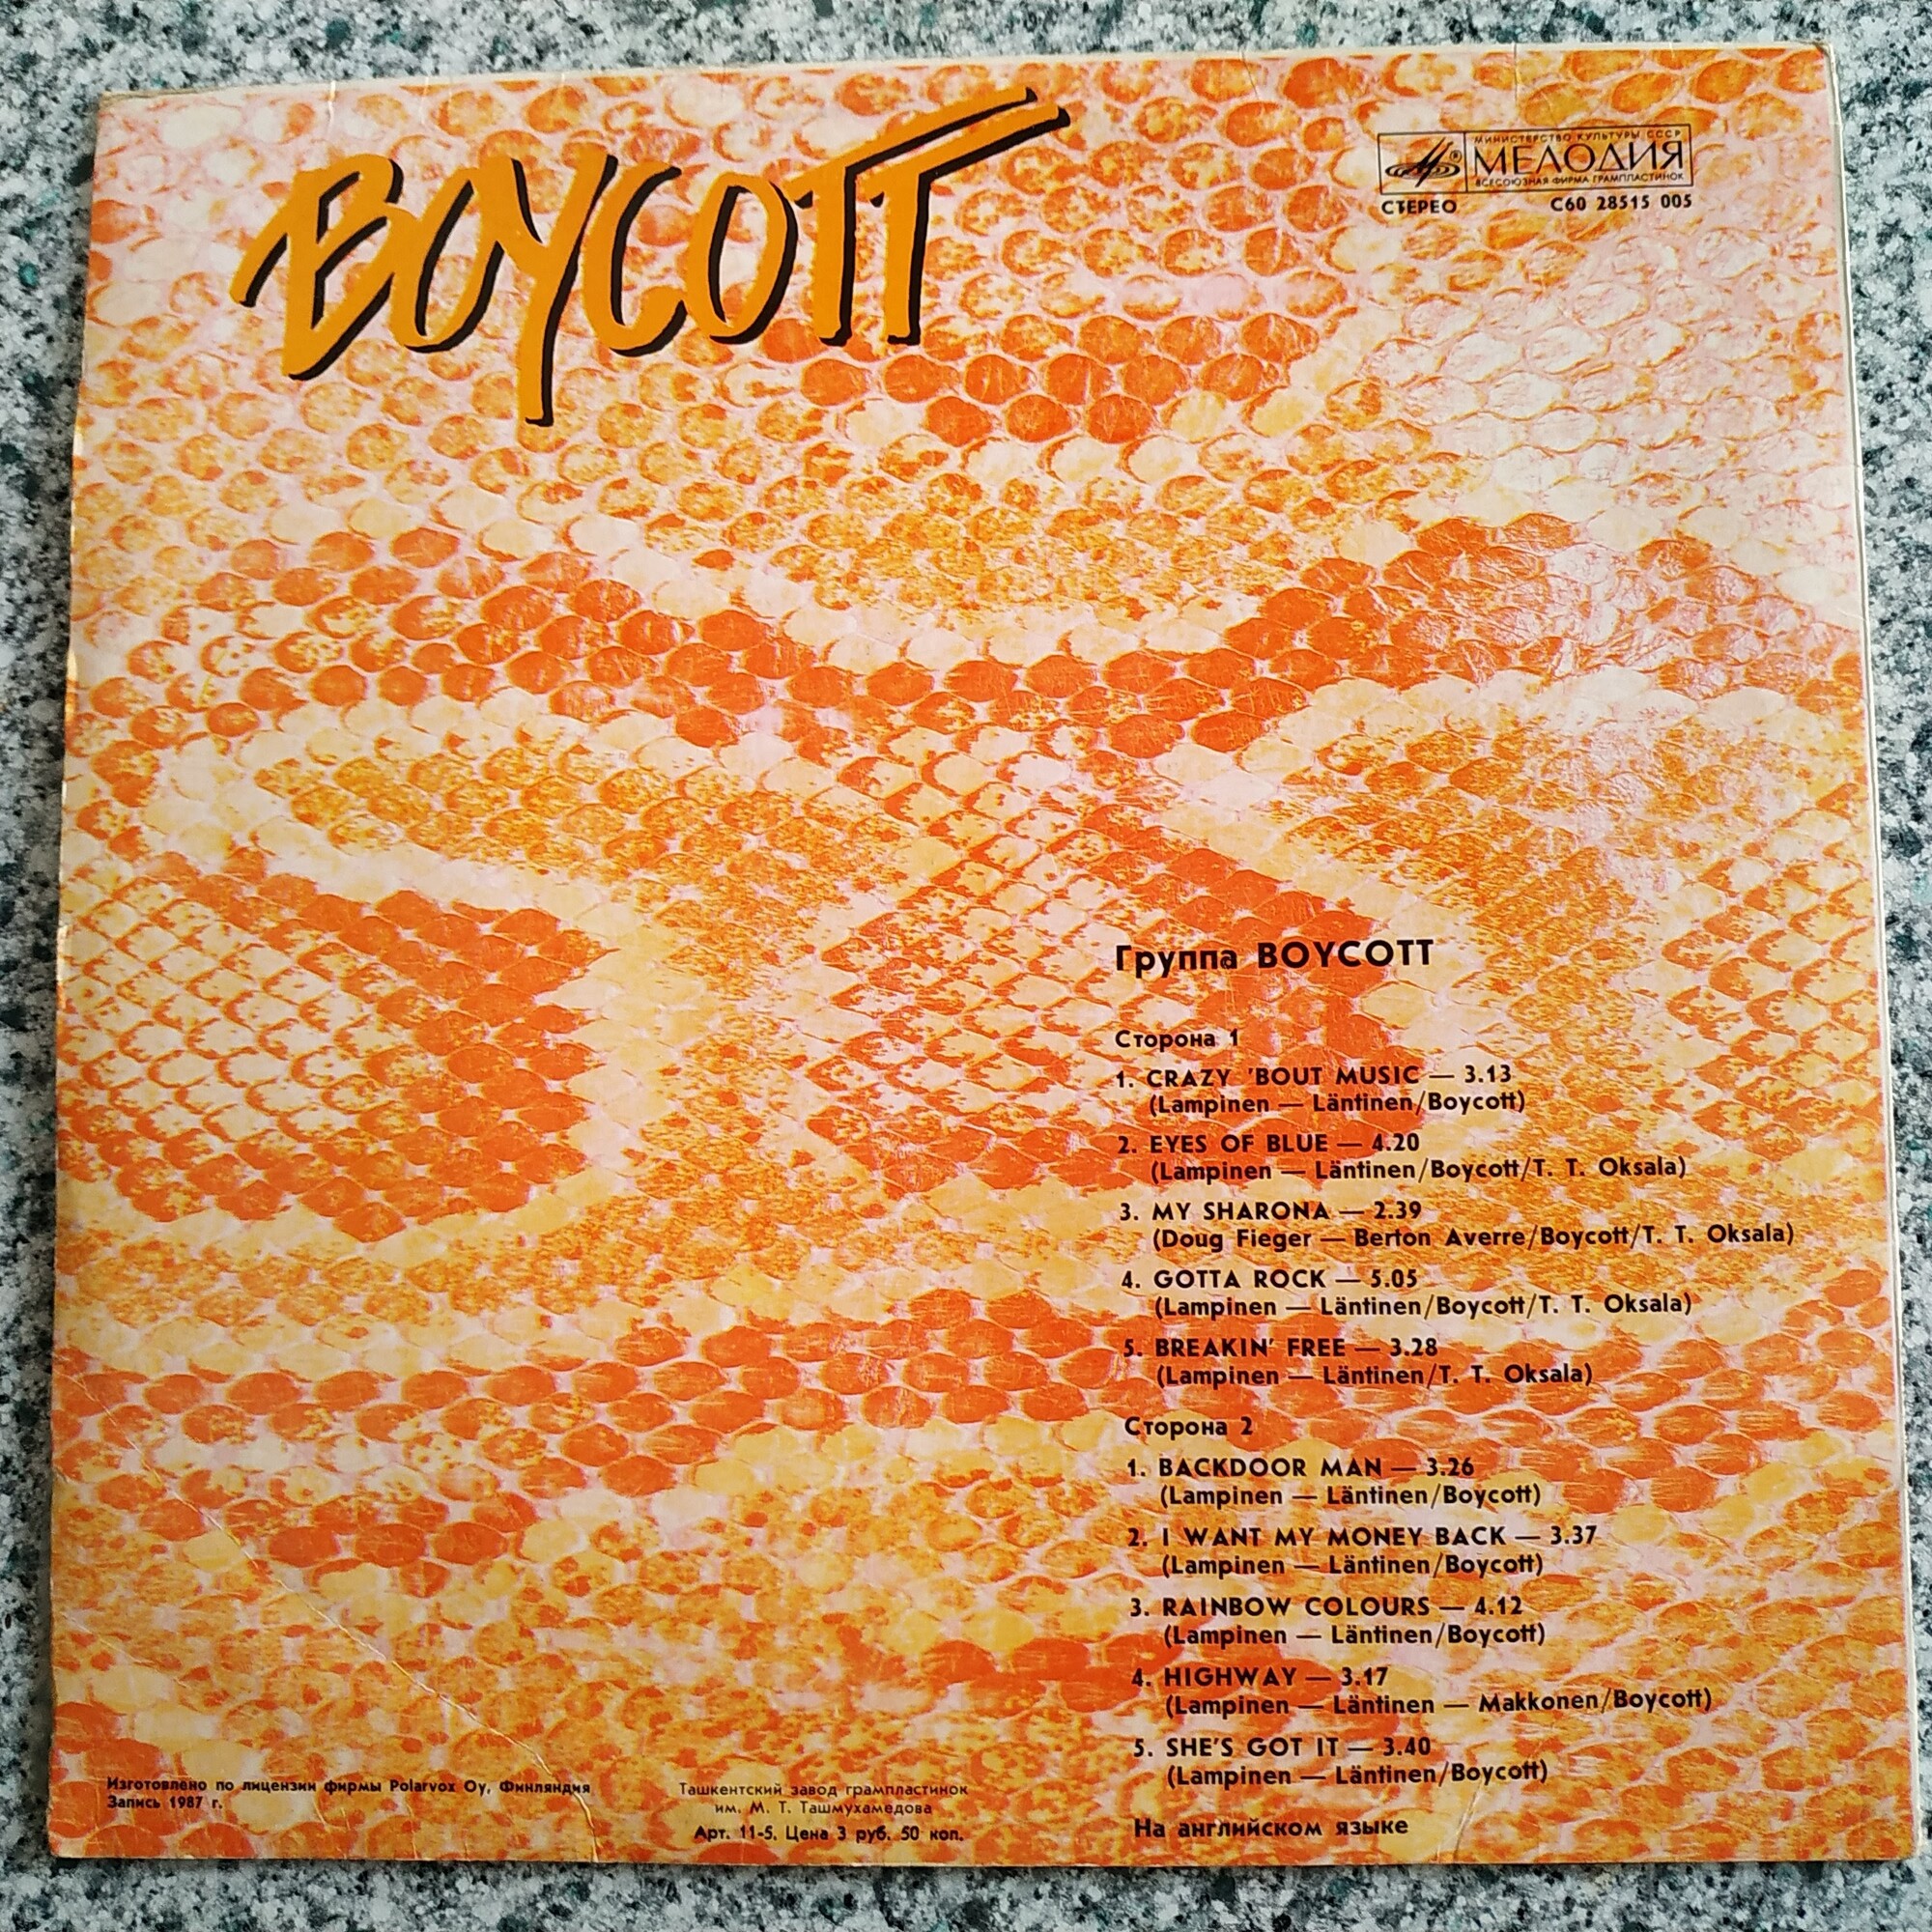 BOYCOTT
МИНИСТЕРСТВО КУЛЬТУРЫ СССР
МЕЛОДИЯ
ВСЕСОЮЗНАЯ ФИРМА ГРАМПЛАСТИНОК
СТЕРЕО С60 28515 005
Группа BOYCOTT
Сторона 1
1. CRAZY 'BOUT MUSIC — 3.13
(Lampinen — Läntinen/Boycott)
2. EYES OF BLUE — 4.20
(Lampinen — Läntinen/Boycott/T. T. Oksala)
3. MY SHARONA — 2.39
(Doug Fieger — Berton Averre/Boycott/T. T. Oksala)
4. GOTTA ROCK — 5.05
(Lampinen — Läntinen/Boycott/T. T. Oksala)
5. BREAKIN' FREE — 3.28
(Lampinen — Läntinen/T. T. Oksala)
Сторона 2
1. BACKDOOR MAN — 3.26
(Lampinen — Läntinen/Boycott)
2. I WANT MY MONEY BACK — 3.37
(Lampinen — Läntinen/Boycott)
3. RAINBOW COLOURS — 4.12
(Lampinen — Läntinen/Boycott)
4. HIGHWAY — 3.17
(Lampinen — Läntinen — Makkonen/Boycott)
5. SHE'S GOT IT — 3.40
(Lampinen — Läntinen/Boycott)
На английском языке
Изготовлено по лицензии фирмы Polarvox Oy, Финляндия
Запись 1987 г.
Ташкентский завод грампластинок
им. М. Т. Ташмухамедова
Арт. 11-5. Цена 3 руб. 50 коп.